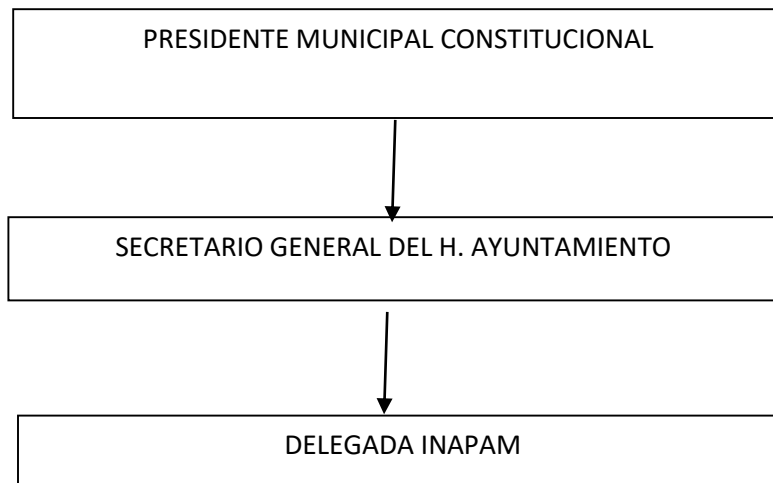 PRESIDENTE MUNICIPAL CONSTITUCIONAL
SECRETARIO GENERAL DEL H. AYUNTAMIENTO
DELEGADA INAPAM